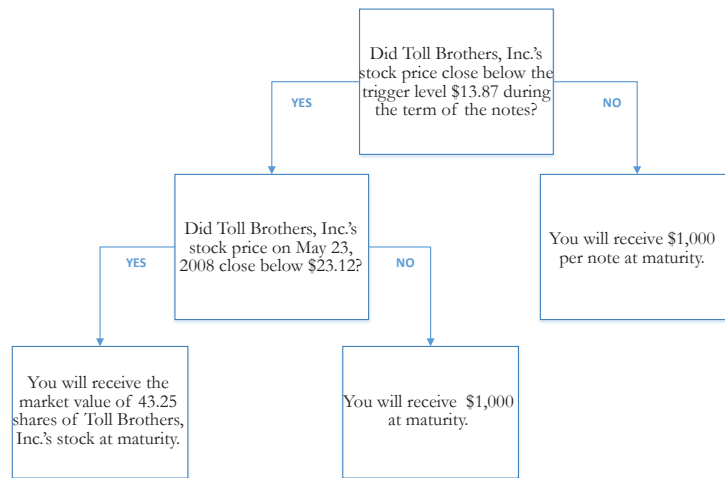 Did Toll Brothers, Inc.'s
stock price close below the
trigger level $13.87 during
the term of the notes?
YES
NO
Did Toll Brothers, Inc.'s
stock price on May 23,
2008 close below $23.12?
You will receive $1,000
per note at maturity.
YES
NO
You will receive the
market value of 43.25
shares of Toll Brothers,
Inc.'s stock at maturity.
You will receive $1,000
at maturity.